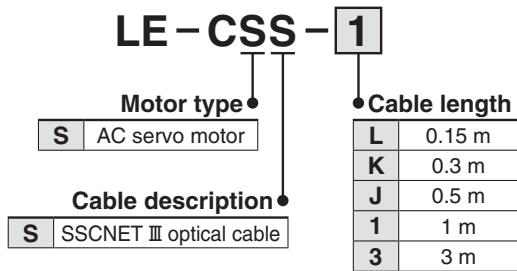 LE – CSS – 1
Motor type
S AC servo motor
Cable description
S SSCNET Ⅲ optical cable
Cable length
L 0.15 m
K 0.3 m
J 0.5 m
1 1 m
3 3 m